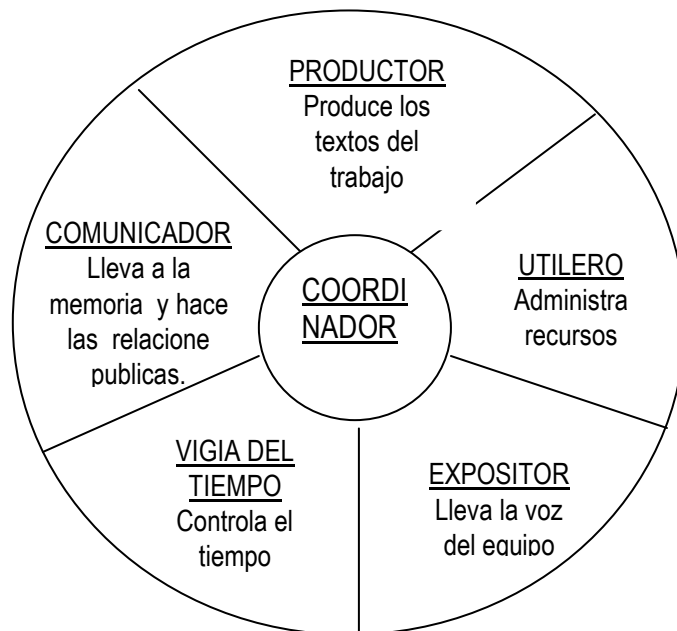 PRODUCTOR
Produce los
textos del
trabajo
COMUNICADOR
Lleva a la
memoria y hace
las relacione
publicas.
COORDI
NADOR
UTILERO
Administra
recursos
VIGIA DEL
TIEMPO
Controla el
tiempo
EXPOSITOR
Lleva la voz
del equipo